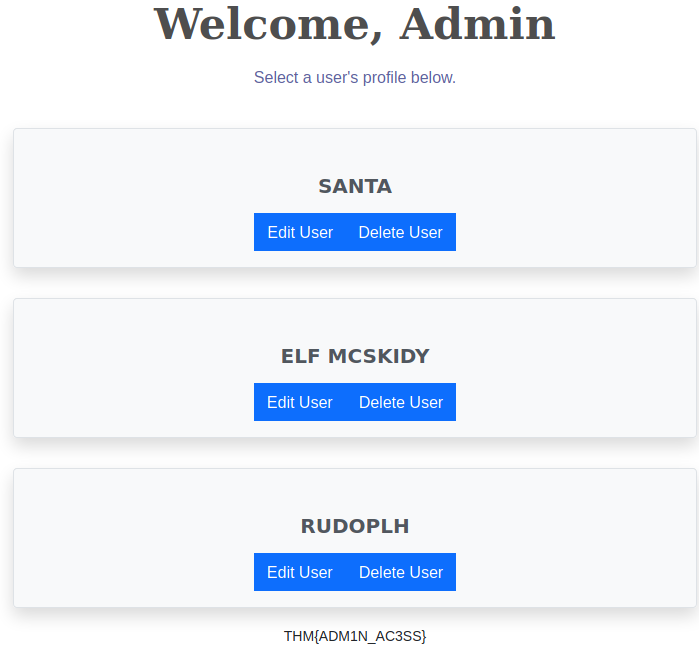 Welcome, Admin
Select a user's profile below.
SANTA
Edit User Delete User
ELF MCSKIDY
Edit User Delete User
RUDOPLH
Edit User Delete User
THM{ADM1N_AC3SS}